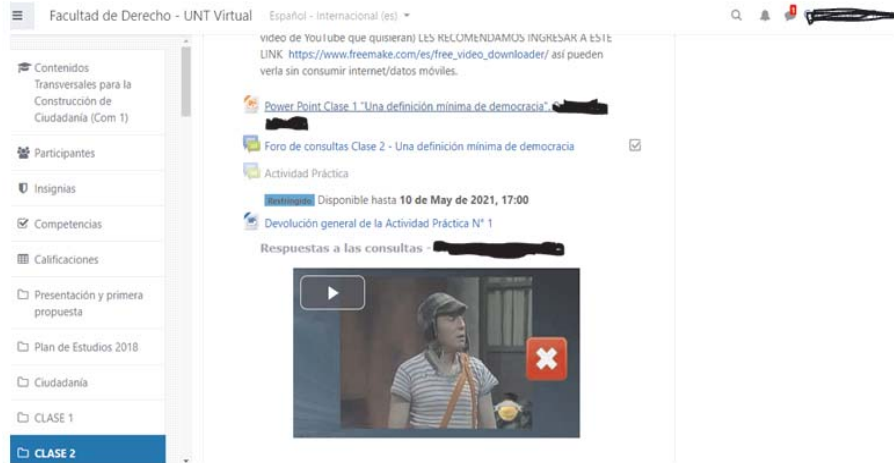 Facultad de Derecho - UNT Virtual
Español - Internacional (es)
Contenidos
Transversales para la
Construcción de
Ciudadanía (Com 1)
Participantes
Insignias
Competencias
Calificaciones
Presentación y primera
propuesta
Plan de Estudios 2018
Ciudadanía
CLASE 1
CLASE 2
video de YouTube que quisieran) LES RECOMENDAMOS INGRESAR A ESTE
LINK https://www.freemake.com/es/free_video_downloader/ así pueden
verla sin consumir internet/datos móviles.
Power Point Clase 1 "Una definición mínima de democracia".
Foro de consultas Clase 2 - Una definición mínima de democracia
Actividad Práctica
Restringido Disponible hasta 10 de May de 2021, 17:00
Devolución general de la Actividad Práctica N° 1
Respuestas a las consultas -